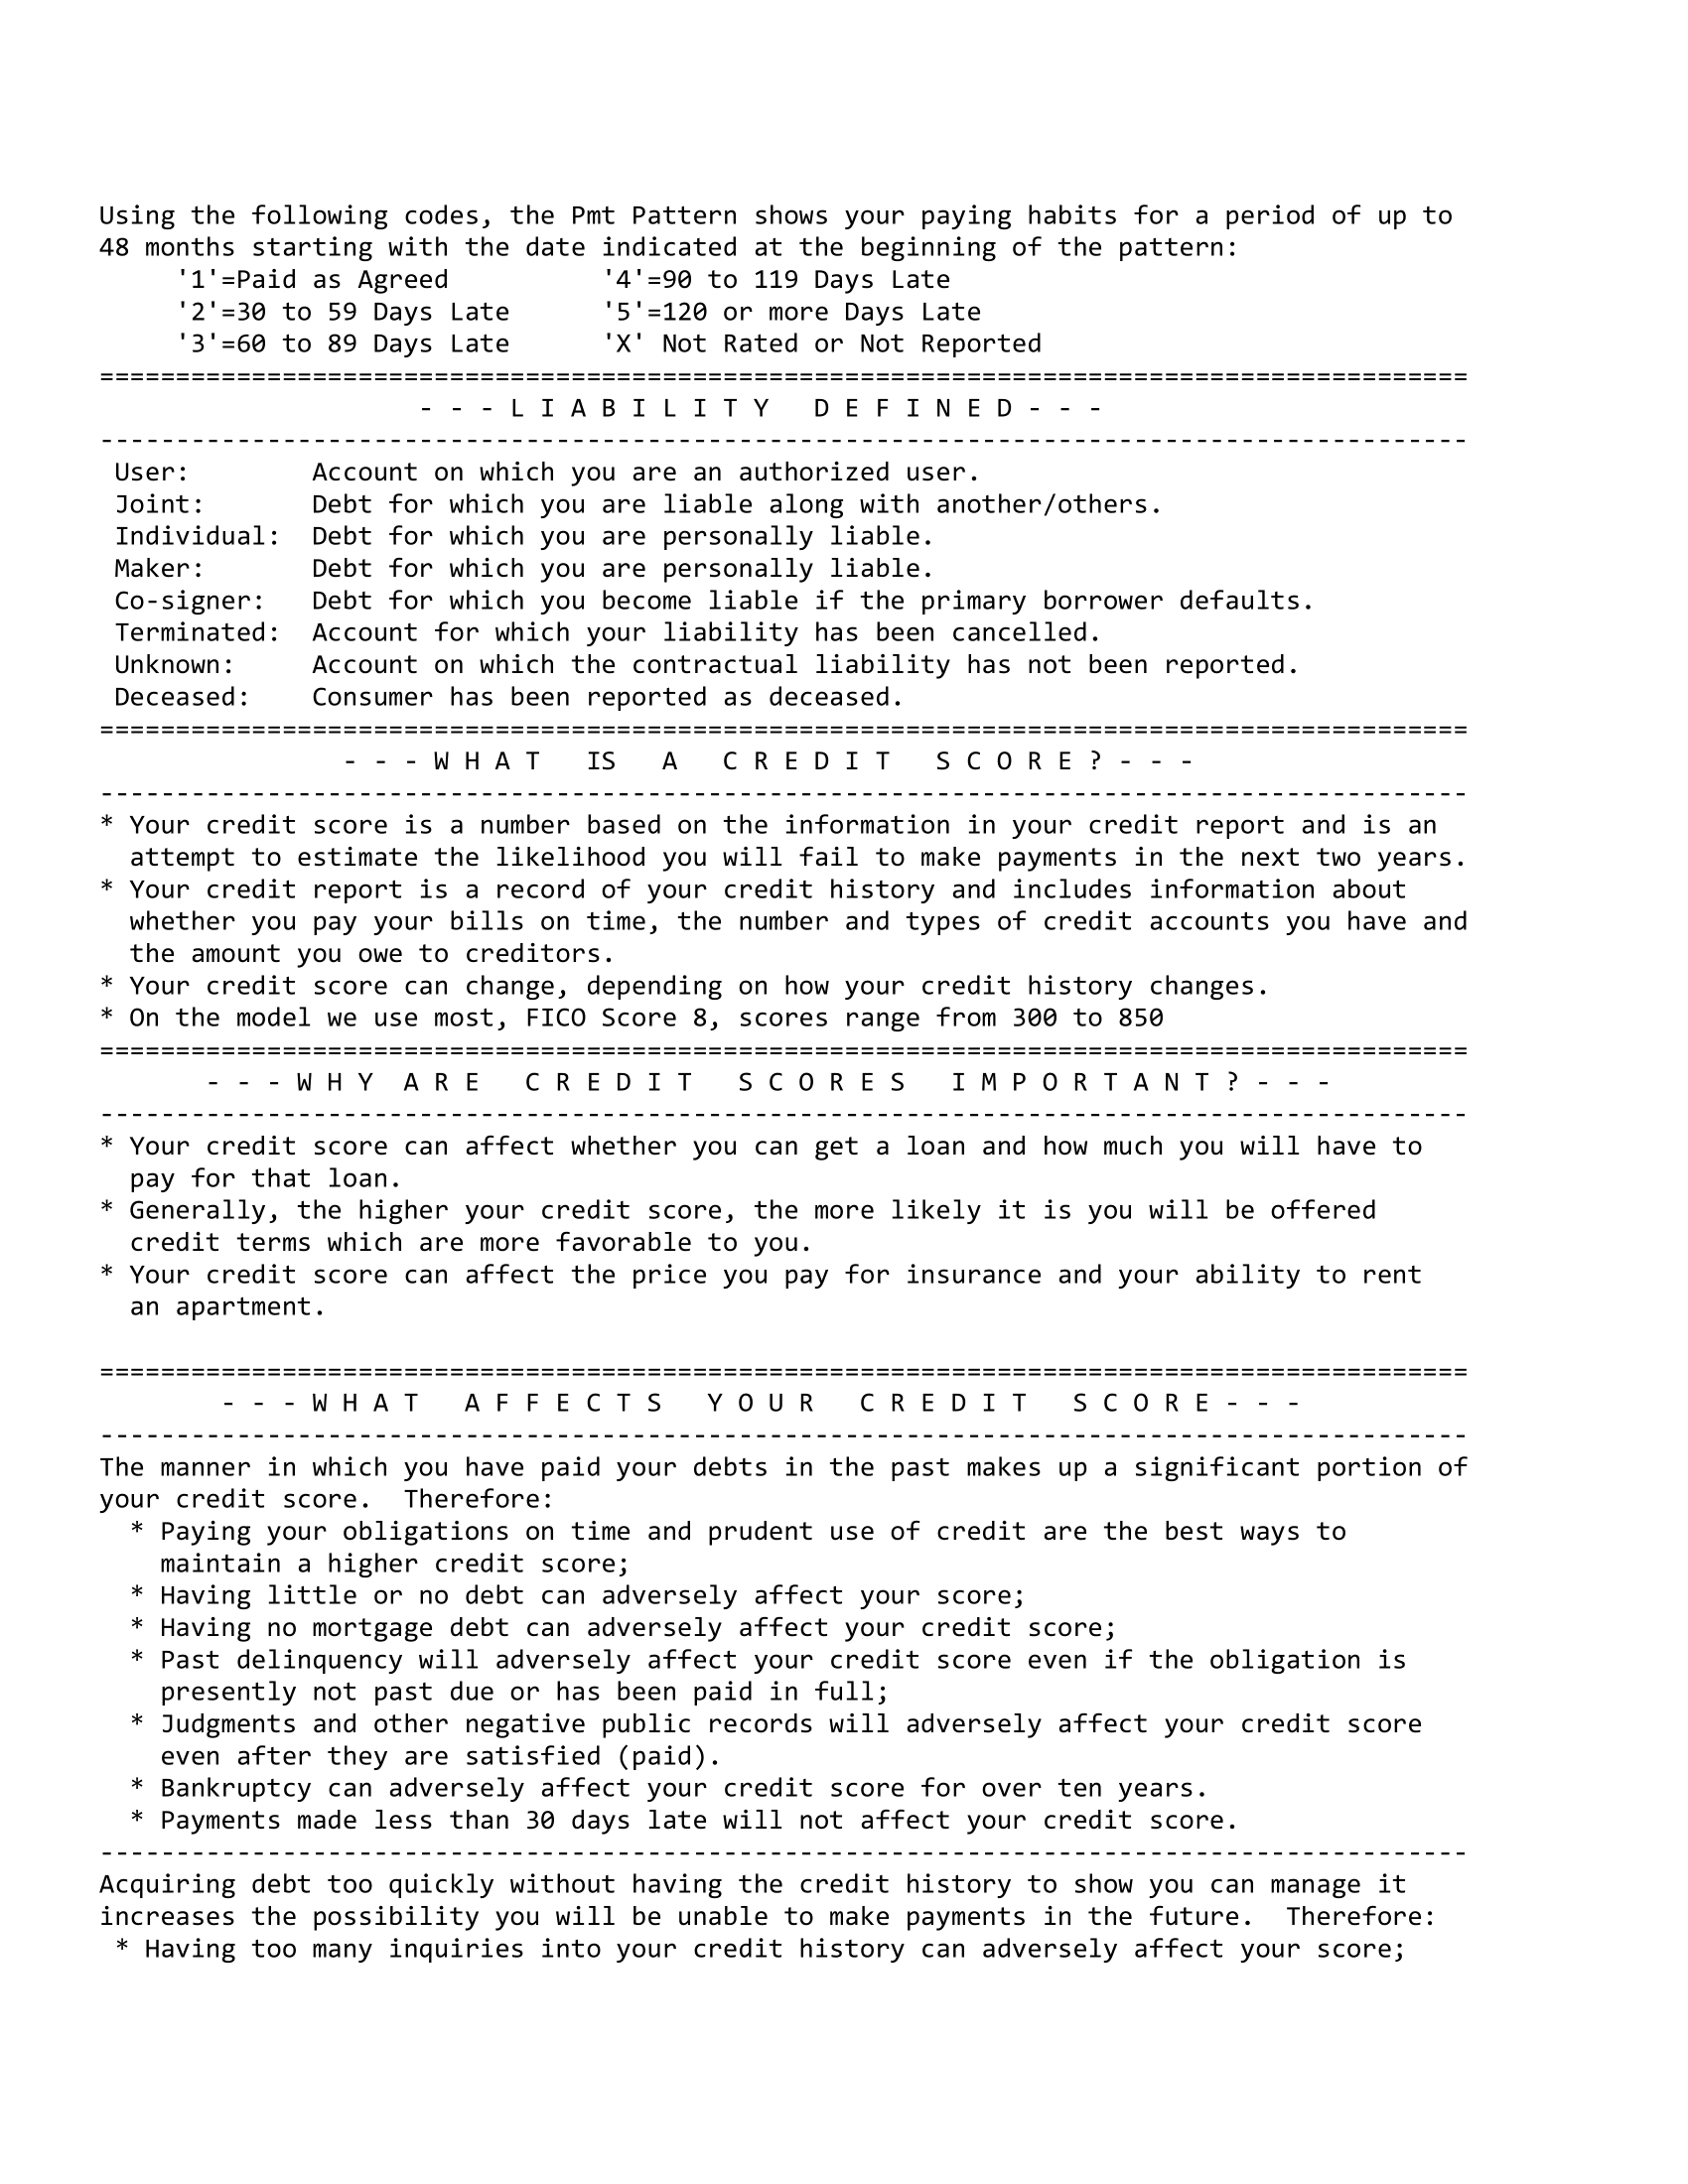 Using the following codes, the Pmt Pattern shows your paying habits for a period of up to
48 months starting with the date indicated at the beginning of the pattern:
'1'=Paid as Agreed          '4'=90 to 119 Days Late
'2'=30 to 59 Days Late      '5'=120 or more Days Late
'3'=60 to 89 Days Late      'X' Not Rated or Not Reported
==========================================================================================
- - - L I A B I L I T Y   D E F I N E D - - -
------------------------------------------------------------------------------------------
User:        Account on which you are an authorized user.
Joint:       Debt for which you are liable along with another/others.
Individual:  Debt for which you are personally liable.
Maker:       Debt for which you are personally liable.
Co-signer:   Debt for which you become liable if the primary borrower defaults.
Terminated:  Account for which your liability has been cancelled.
Unknown:     Account on which the contractual liability has not been reported.
Deceased:    Consumer has been reported as deceased.
==========================================================================================
- - - W H A T   IS   A   C R E D I T   S C O R E ? - - -
------------------------------------------------------------------------------------------
* Your credit score is a number based on the information in your credit report and is an
attempt to estimate the likelihood you will fail to make payments in the next two years.
* Your credit report is a record of your credit history and includes information about
whether you pay your bills on time, the number and types of credit accounts you have and
the amount you owe to creditors.
* Your credit score can change, depending on how your credit history changes.
* On the model we use most, FICO Score 8, scores range from 300 to 850
==========================================================================================
- - - W H Y  A R E   C R E D I T   S C O R E S   I M P O R T A N T ? - - -
------------------------------------------------------------------------------------------
* Your credit score can affect whether you can get a loan and how much you will have to
pay for that loan.
* Generally, the higher your credit score, the more likely it is you will be offered
credit terms which are more favorable to you.
* Your credit score can affect the price you pay for insurance and your ability to rent
an apartment.
==========================================================================================
- - - W H A T   A F F E C T S   Y O U R   C R E D I T   S C O R E - - -
------------------------------------------------------------------------------------------
The manner in which you have paid your debts in the past makes up a significant portion of
your credit score.  Therefore:
* Paying your obligations on time and prudent use of credit are the best ways to
maintain a higher credit score;
* Having little or no debt can adversely affect your score;
* Having no mortgage debt can adversely affect your credit score;
* Past delinquency will adversely affect your credit score even if the obligation is
presently not past due or has been paid in full;
* Judgments and other negative public records will adversely affect your credit score
even after they are satisfied (paid).
* Bankruptcy can adversely affect your credit score for over ten years.
* Payments made less than 30 days late will not affect your credit score.
------------------------------------------------------------------------------------------
Acquiring debt too quickly without having the credit history to show you can manage it
increases the possibility you will be unable to make payments in the future.  Therefore:
* Having too many inquiries into your credit history can adversely affect your score;